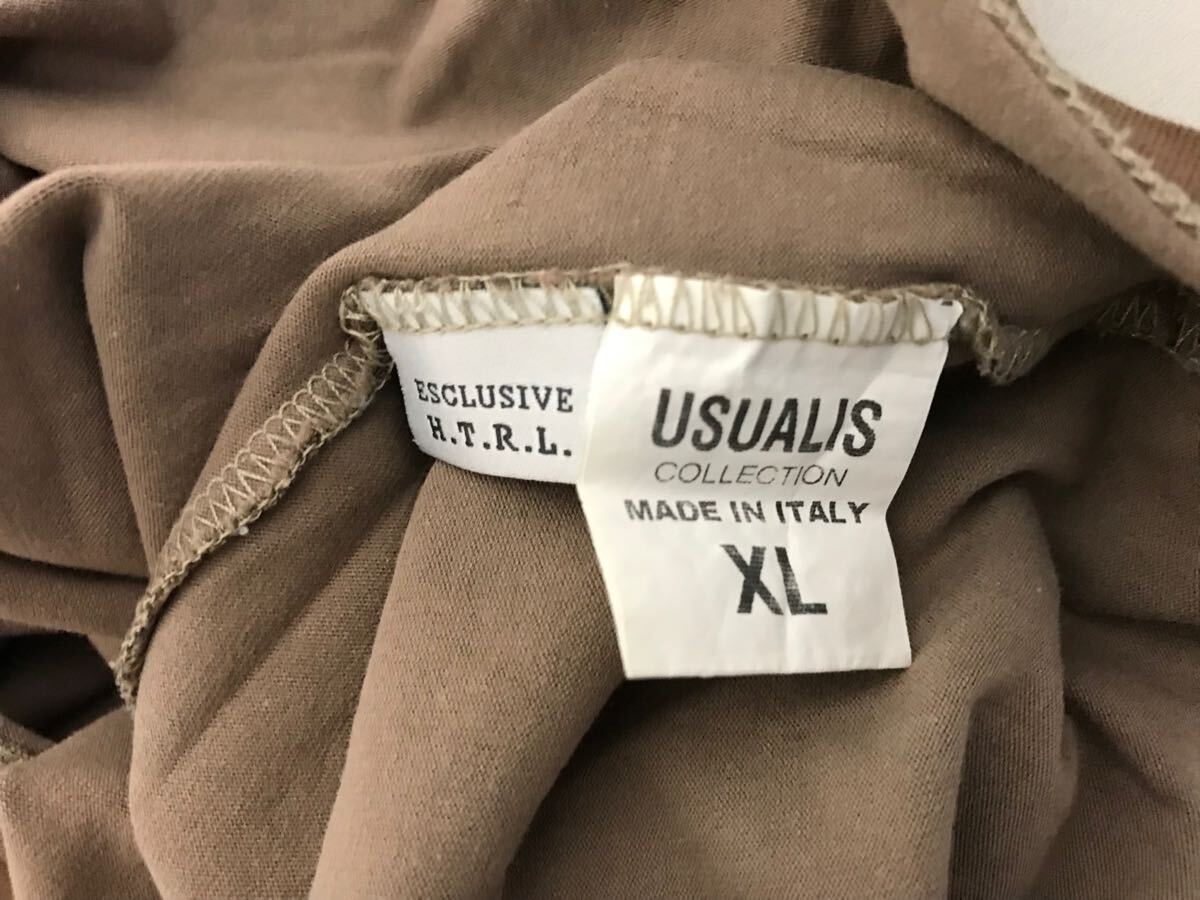 ESCLUSIVE
H.T.R.L.
USUALIS
COLLECTION
MADE IN ITALY
XL